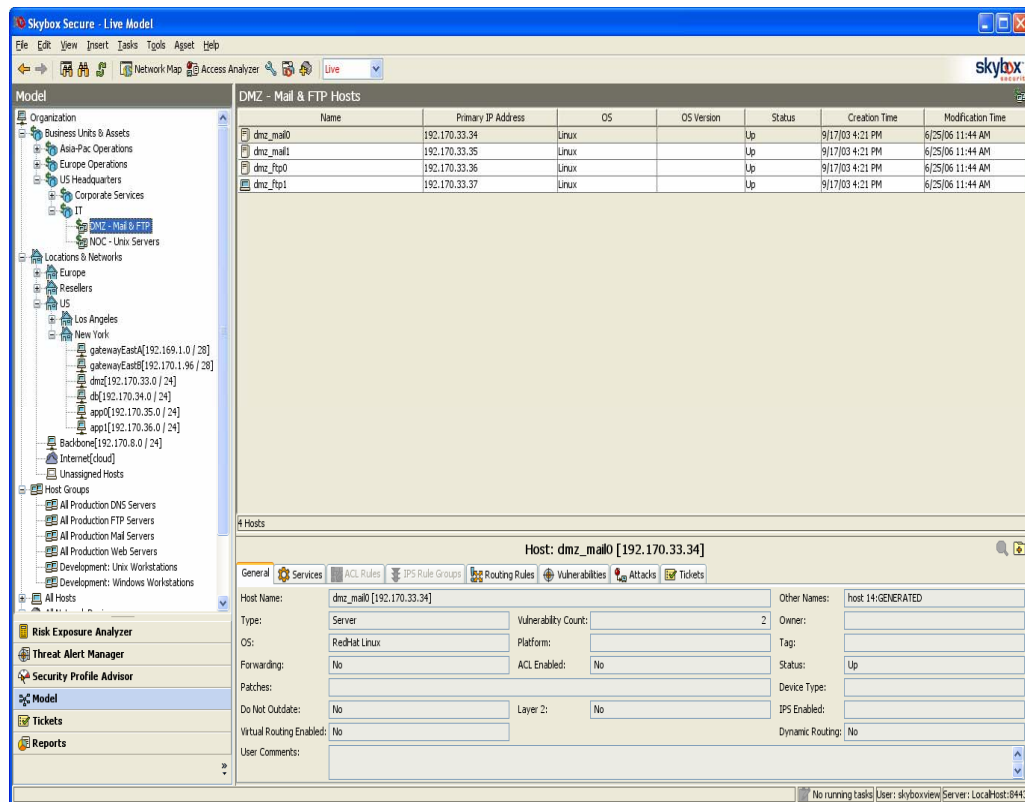 Skybox Secure - Live Model
File Edit View Insert Tasks Tools Asset Help
Network Map Access Analyzer Live skybox security
Model
Organization
Business Units & Assets
Asia-Pac Operations
Europe Operations
US Headquarters
Corporate Services
IT
DMZ - Mail & FTP
NOC - Unix Servers
Locations & Networks
Europe
Resellers
US
Los Angeles
New York
gatewayEastA[192.169.1.0 / 28]
gatewayEastB[192.170.1.96 / 28]
dmz[192.170.33.0 / 24]
db[192.170.34.0 / 24]
app0[192.170.35.0 / 24]
app1[192.170.36.0 / 24]
Backbone[192.170.8.0 / 24]
Internet[cloud]
Unassigned Hosts
Host Groups
All Production DNS Servers
All Production FTP Servers
All Production Mail Servers
All Production Web Servers
Development: Unix Workstations
Development: Windows Workstations
All Hosts
Risk Exposure Analyzer
Threat Alert Manager
Security Profile Advisor
Model
Tickets
Reports
DMZ - Mail & FTP Hosts
Name Primary IP Address OS OS Version Status Creation Time Modification Time
dmz_mail0 192.170.33.34 Linux Up 9/17/03 4:21 PM 6/25/06 11:44 AM
dmz_mail1 192.170.33.35 Linux Up 9/17/03 4:21 PM 6/25/06 11:44 AM
dmz_ftp0 192.170.33.36 Linux Up 9/17/03 4:21 PM 6/25/06 11:44 AM
dmz_ftp1 192.170.33.37 Linux Up 9/17/03 4:21 PM 6/25/06 11:44 AM
4 Hosts
Host: dmz_mail0 [192.170.33.34]
General Services ACL Rules IPS Rule Groups Routing Rules Vulnerabilities Attacks Tickets
Host Name: dmz_mail0 [192.170.33.34] Other Names: host 14:GENERATED
Type: Server Vulnerability Count: 2 Owner:
OS: RedHat Linux Platform: Tag:
Forwarding: No ACL Enabled: No Status: Up
Patches: Device Type:
Do Not Outdate: No Layer 2: No IPS Enabled:
Virtual Routing Enabled: No Dynamic Routing: No
User Comments:
No running tasks User: skyboxview Server: LocalHost:8443